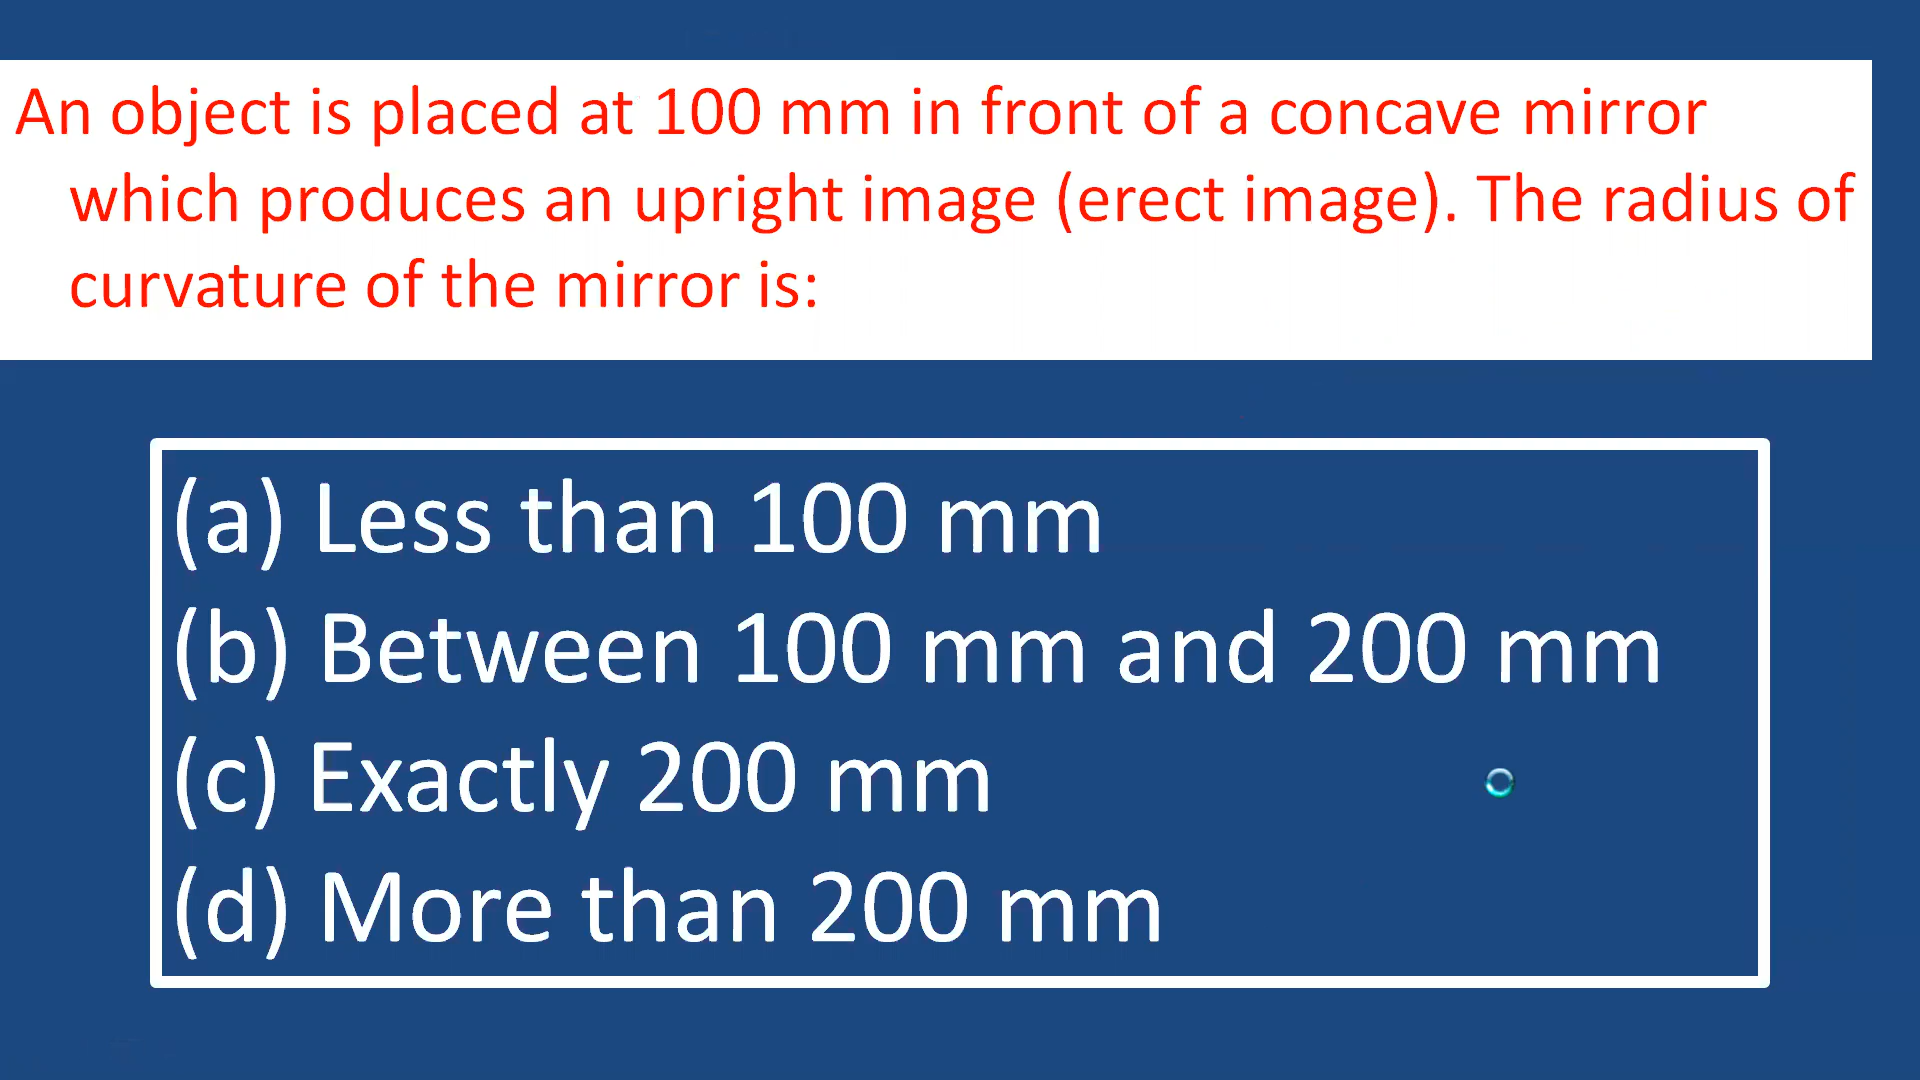 An object is placed at 100 mm in front of a concave mirror
which produces an upright image (erect image). The radius of
curvature of the mirror is:
(a) Less than 100 mm
(b) Between 100 mm and 200 mm
(c) Exactly 200 mm
(d) More than 200 mm